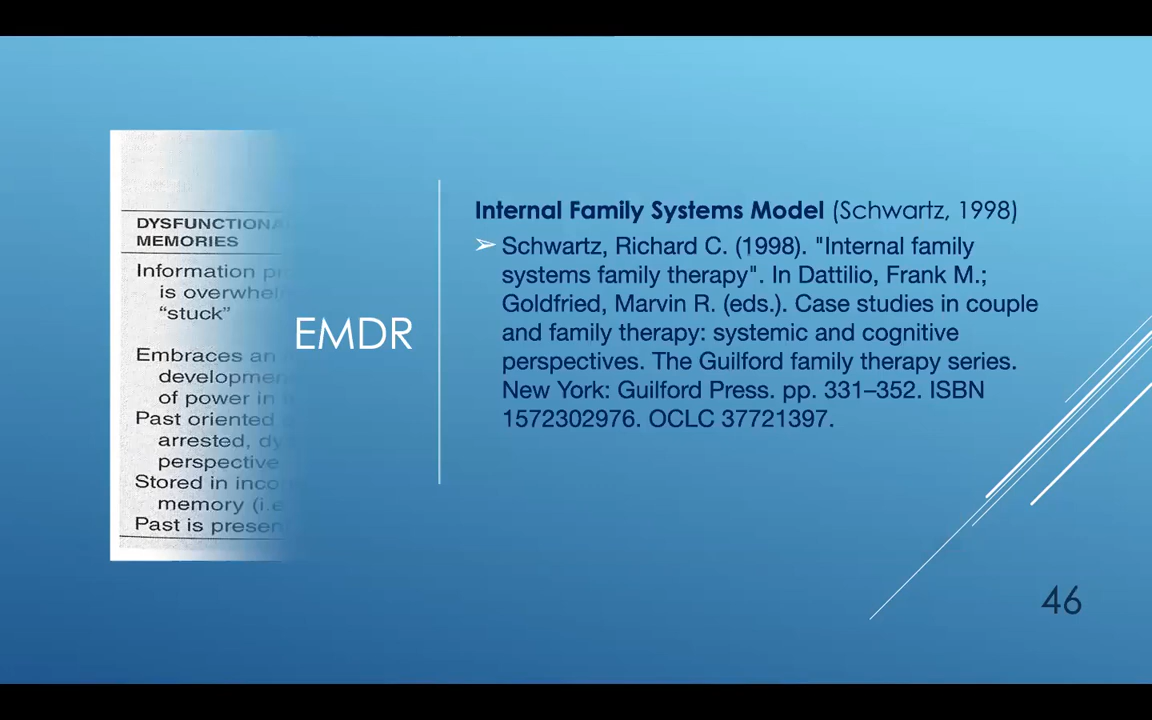 DYSFUNCTIONA
MEMORIES
Information
is
"stuck"
Embraces an
of power in
Past oriented
arrested,
perspective
Stored in
memory (i.e
Past is presen
EMDR
Internal Family Systems Model (Schwartz, 1998)
➢ Schwartz, Richard C. (1998). "Internal family
systems family therapy". In Dattilio, Frank M.;
Goldfried, Marvin R. (eds.). Case studies in couple
and family therapy: systemic and cognitive
perspectives. The Guilford family therapy series.
New York: Guilford Press. pp. 331–352. ISBN
1572302976. OCLC 37721397.
46